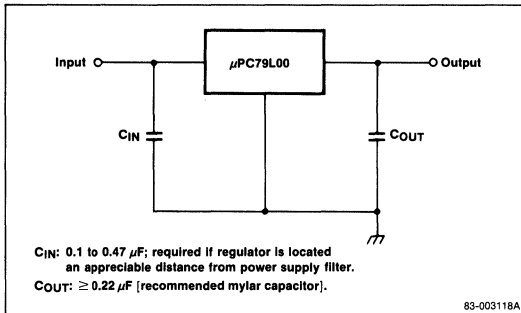 Input
μPC79L00
Output
CIN
COUT
CIN: 0.1 to 0.47 μF; required if regulator is located
an appreciable distance from power supply filter.
COUT: ≥ 0.22 μF [recommended mylar capacitor].
83-003118A